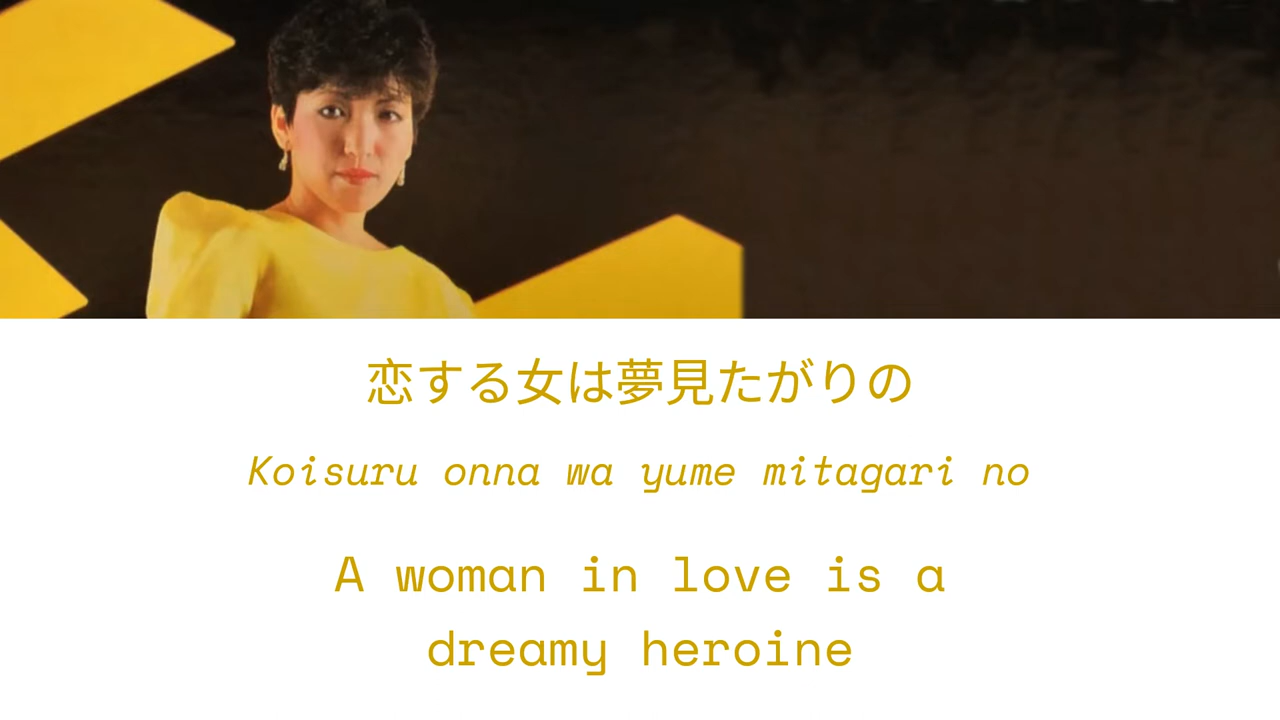 恋する女は夢見たがりの
Koisuru onna wa yume mitagari no
A woman in love is a
dreamy heroine